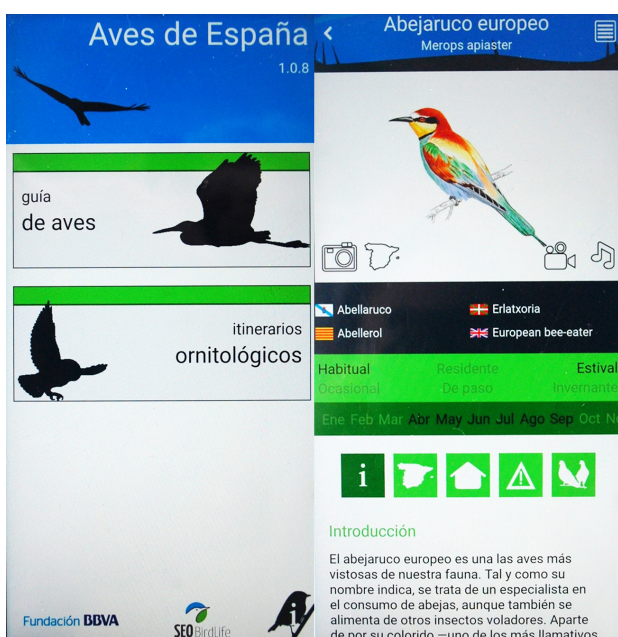 Aves de España
1.0.8
guía
de aves
itinerarios
ornitológicos
Fundación BBVA
SEO BirdLife
i
Abejaruco europeo
Merops apiaster
Abellaruco
Erlatxoria
Abellerol
European bee-eater
Habitual Residente Estival
Ocasional De paso Invernante
Ene Feb Mar Abr May Jun Jul Ago Sep Oct
i
Introducción
El abejaruco europeo es una las aves más
vistosas de nuestra fauna. Tal y como su
nombre indica, se trata de un especialista en
el consumo de abejas, aunque también se
alimenta de otros insectos voladores. Aparte
de por su colorido —uno de los más llamativos